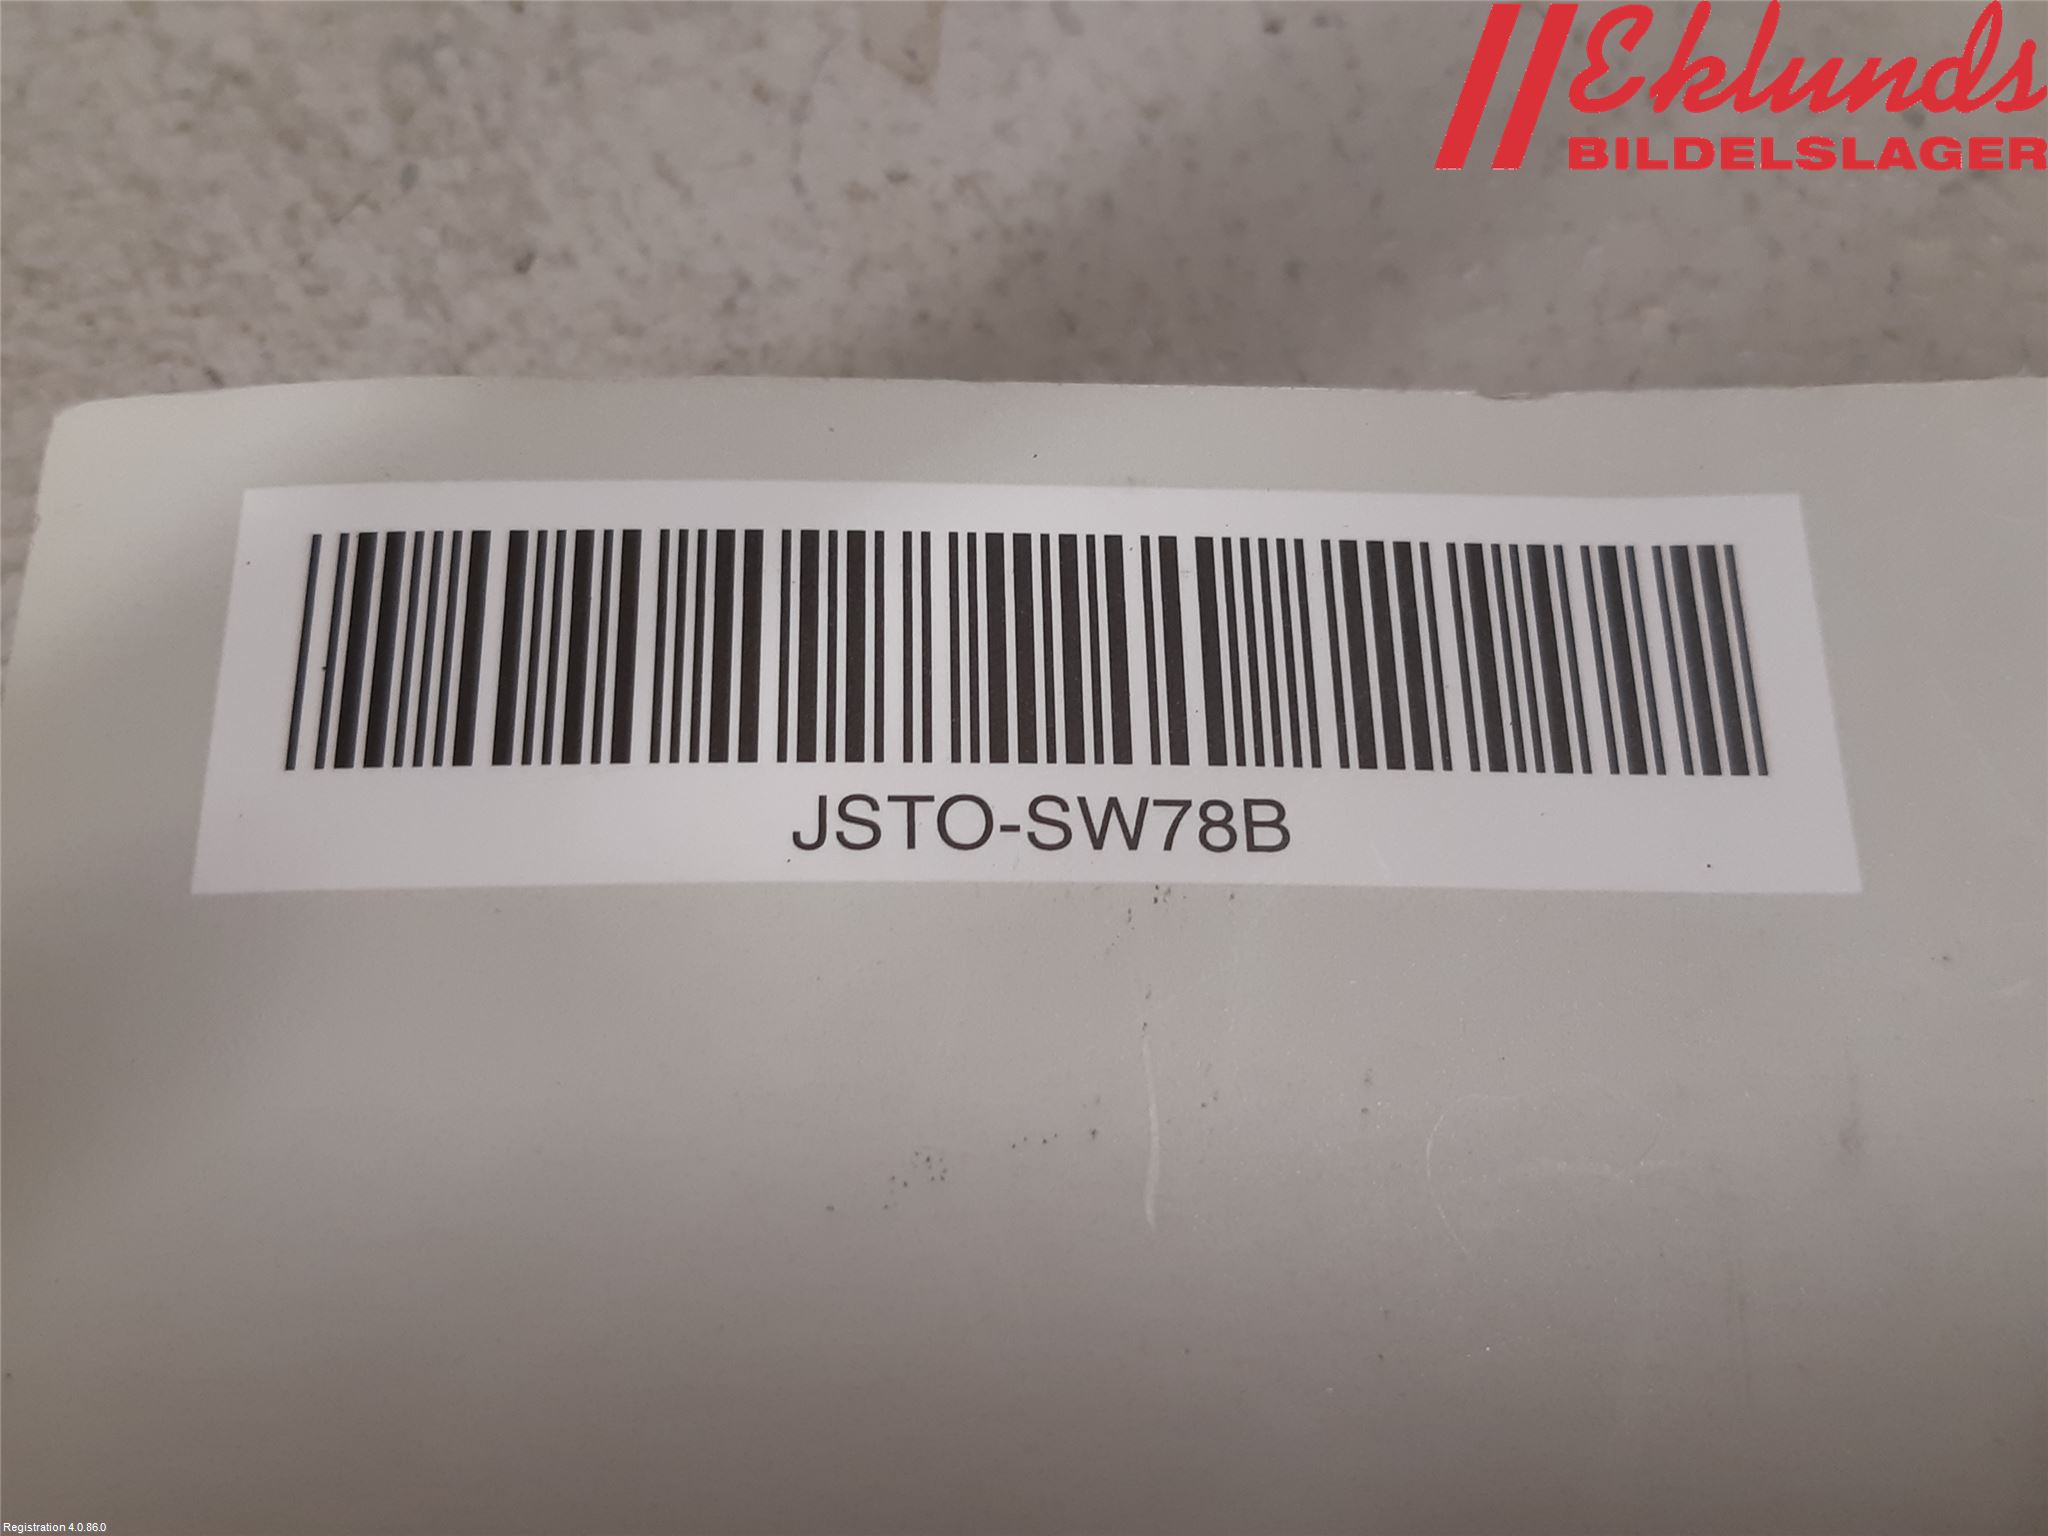 Eklunds
BILDELSLAGER
JSTO-SW78B
Registration 4.0.86.0